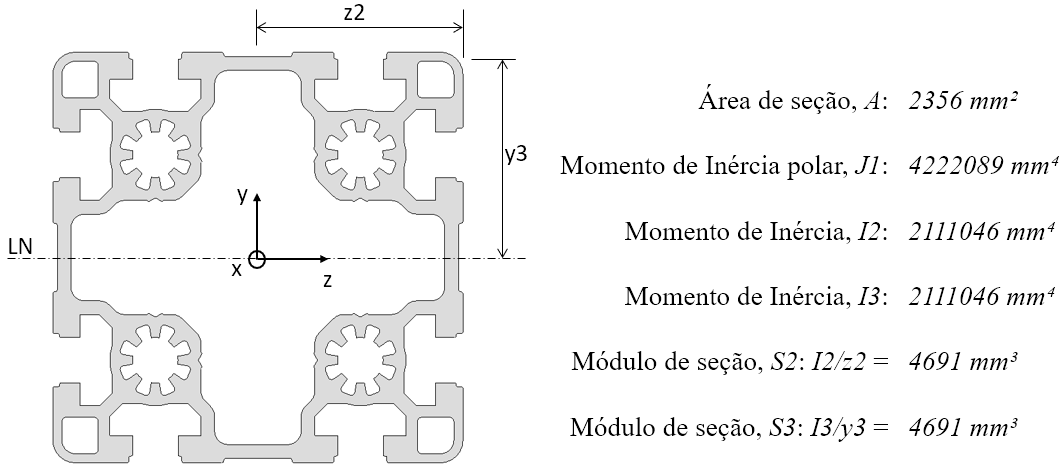 z2
y3
y
LN
x
z
Área de seção, A: 2356 mm²
Momento de Inércia polar, J1: 4222089 mm⁴
Momento de Inércia, I2: 2111046 mm⁴
Momento de Inércia, I3: 2111046 mm⁴
Módulo de seção, S2: I2/z2 = 4691 mm³
Módulo de seção, S3: I3/y3 = 4691 mm³